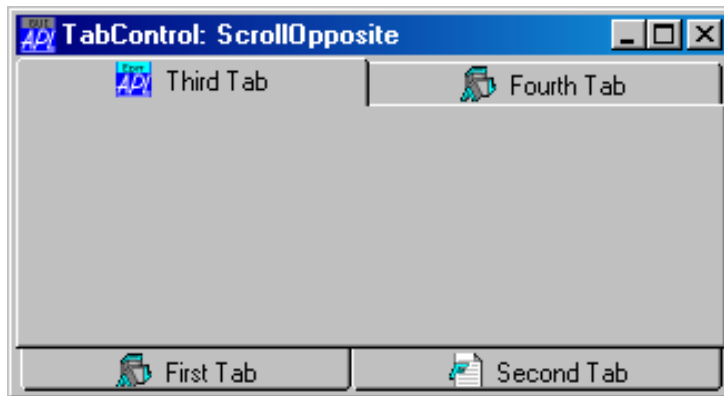 TabControl: ScrollOpposite
Third Tab
Fourth Tab
First Tab
Second Tab